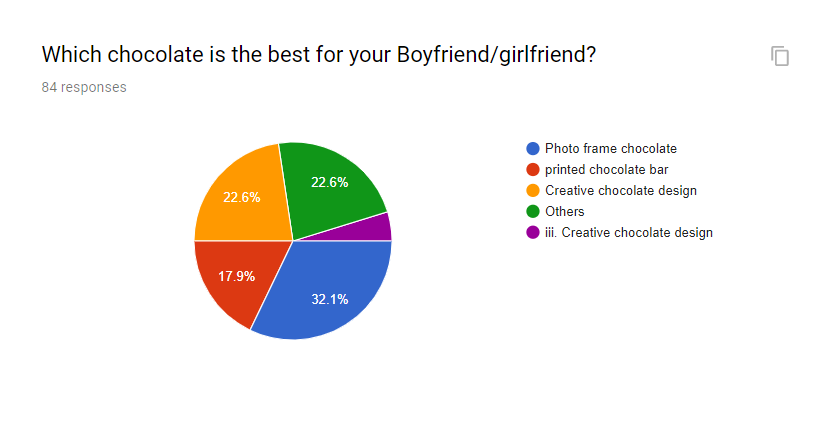 Which chocolate is the best for your Boyfriend/girlfriend?
84 responses
22.6%
22.6%
17.9%
32.1%
Photo frame chocolate
printed chocolate bar
Creative chocolate design
Others
iii. Creative chocolate design